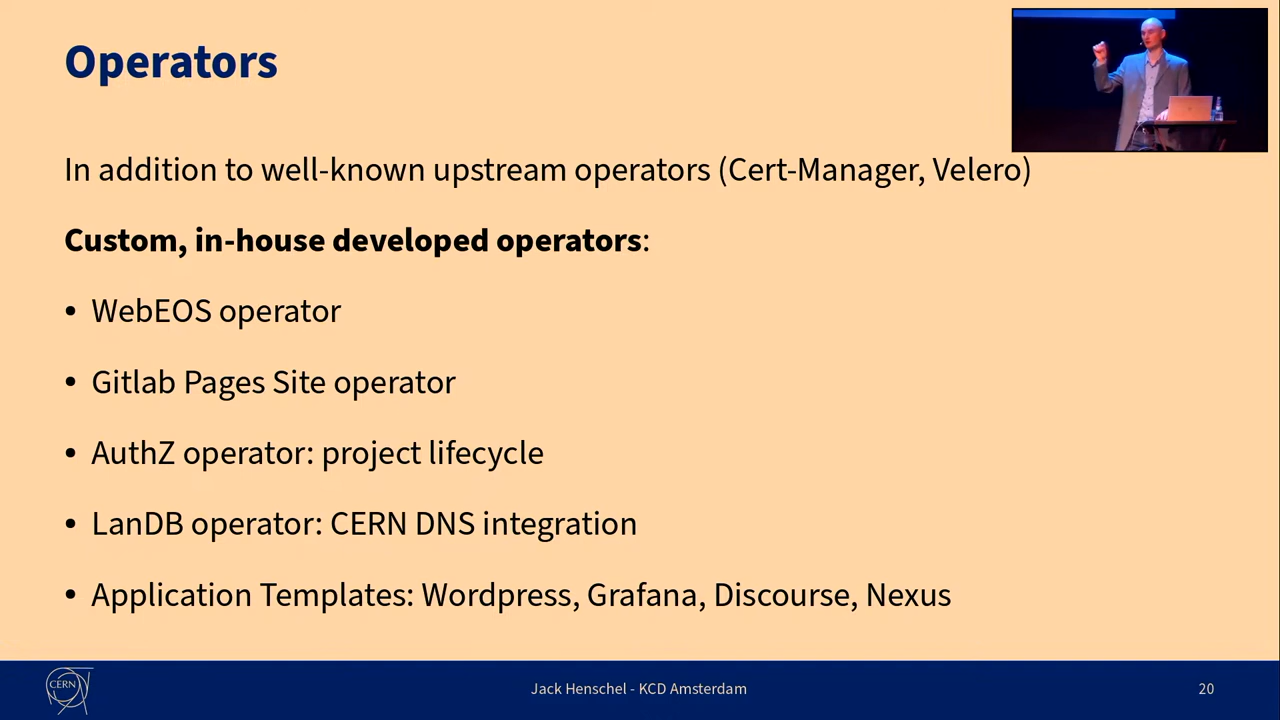 Operators
In addition to well-known upstream operators (Cert-Manager, Velero)
Custom, in-house developed operators:
• WebEOS operator
• Gitlab Pages Site operator
• AuthZ operator: project lifecycle
• LanDB operator: CERN DNS integration
• Application Templates: Wordpress, Grafana, Discourse, Nexus
CERN
Jack Henschel - KCD Amsterdam
20